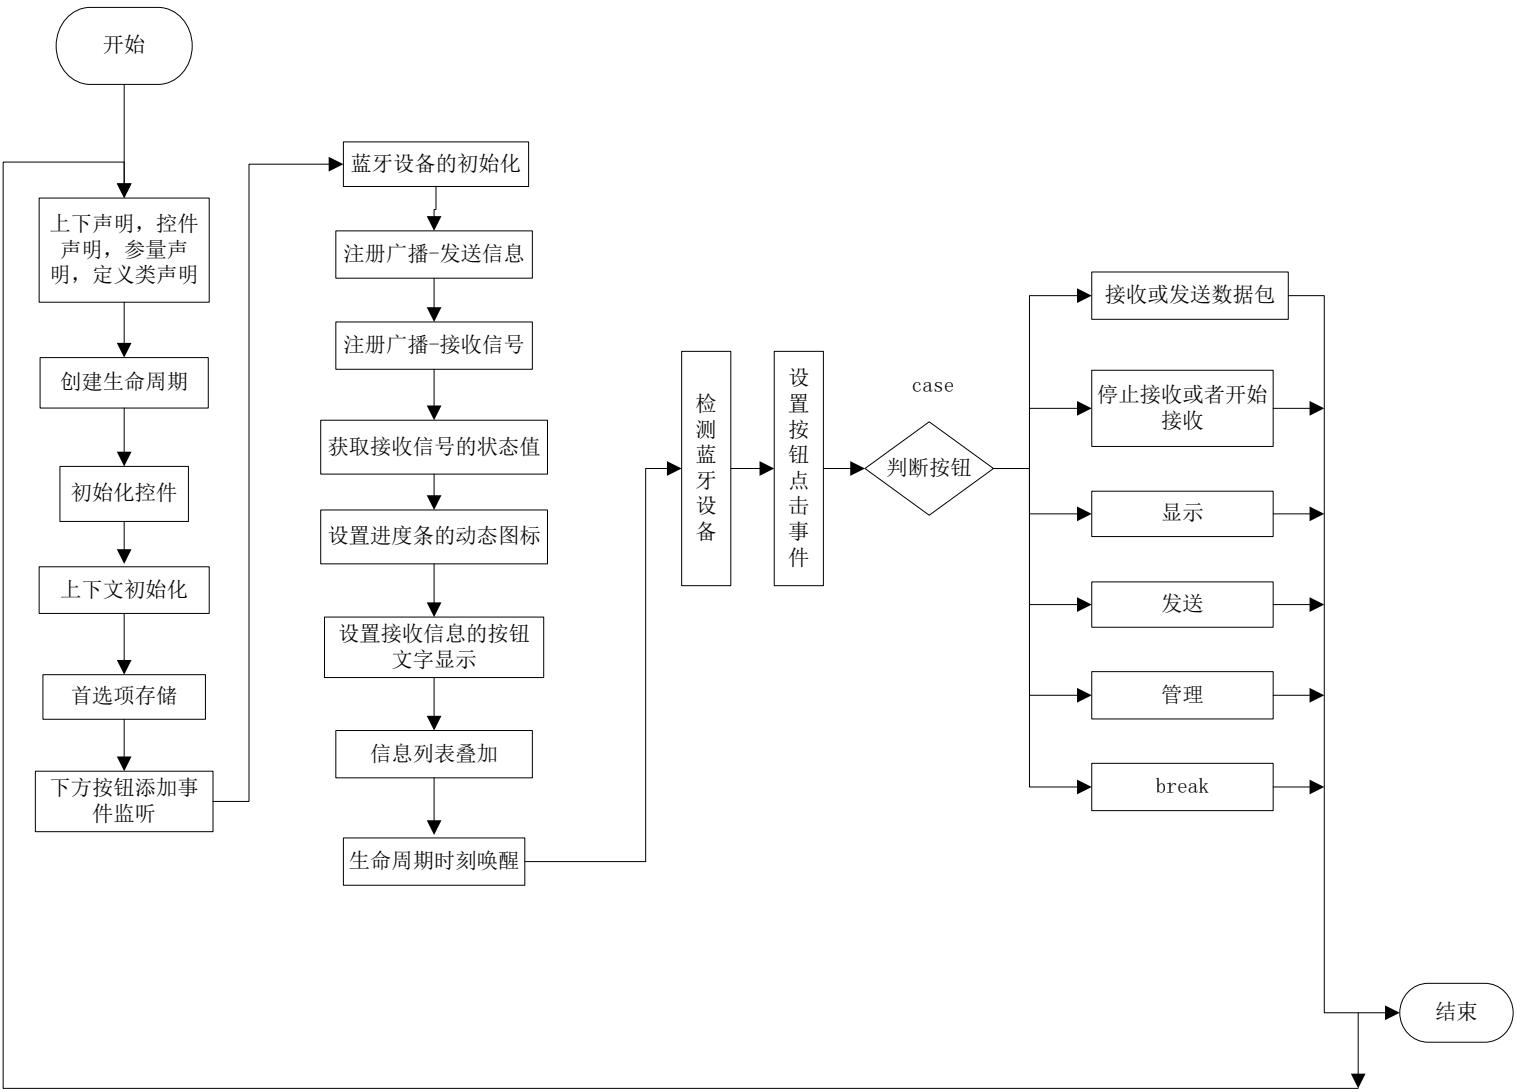 开始
上下声明，控件
声明，参量声
明，定义类声明
创建生命周期
初始化控件
上下文初始化
首选项存储
下方按钮添加事
件监听
蓝牙设备的初始化
注册广播-发送信息
注册广播-接收信号
获取接收信号的状态值
设置进度条的动态图标
设置接收信息的按钮
文字显示
信息列表叠加
生命周期时刻唤醒
检测蓝牙设备
设置按钮点击事件
case
判断按钮
接收或发送数据包
停止接收或者开始
接收
显示
发送
管理
break
结束